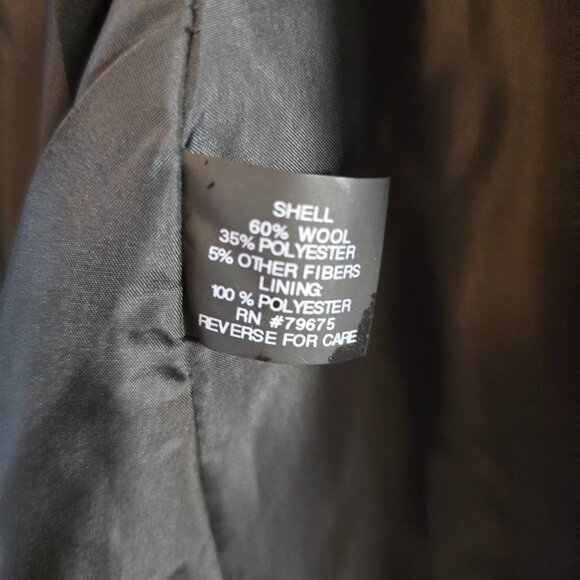 SHELL
60% WOOL
35% POLYESTER
5% OTHER FIBERS
LINING:
100 % POLYESTER
RN #79675
REVERSE FOR CARE